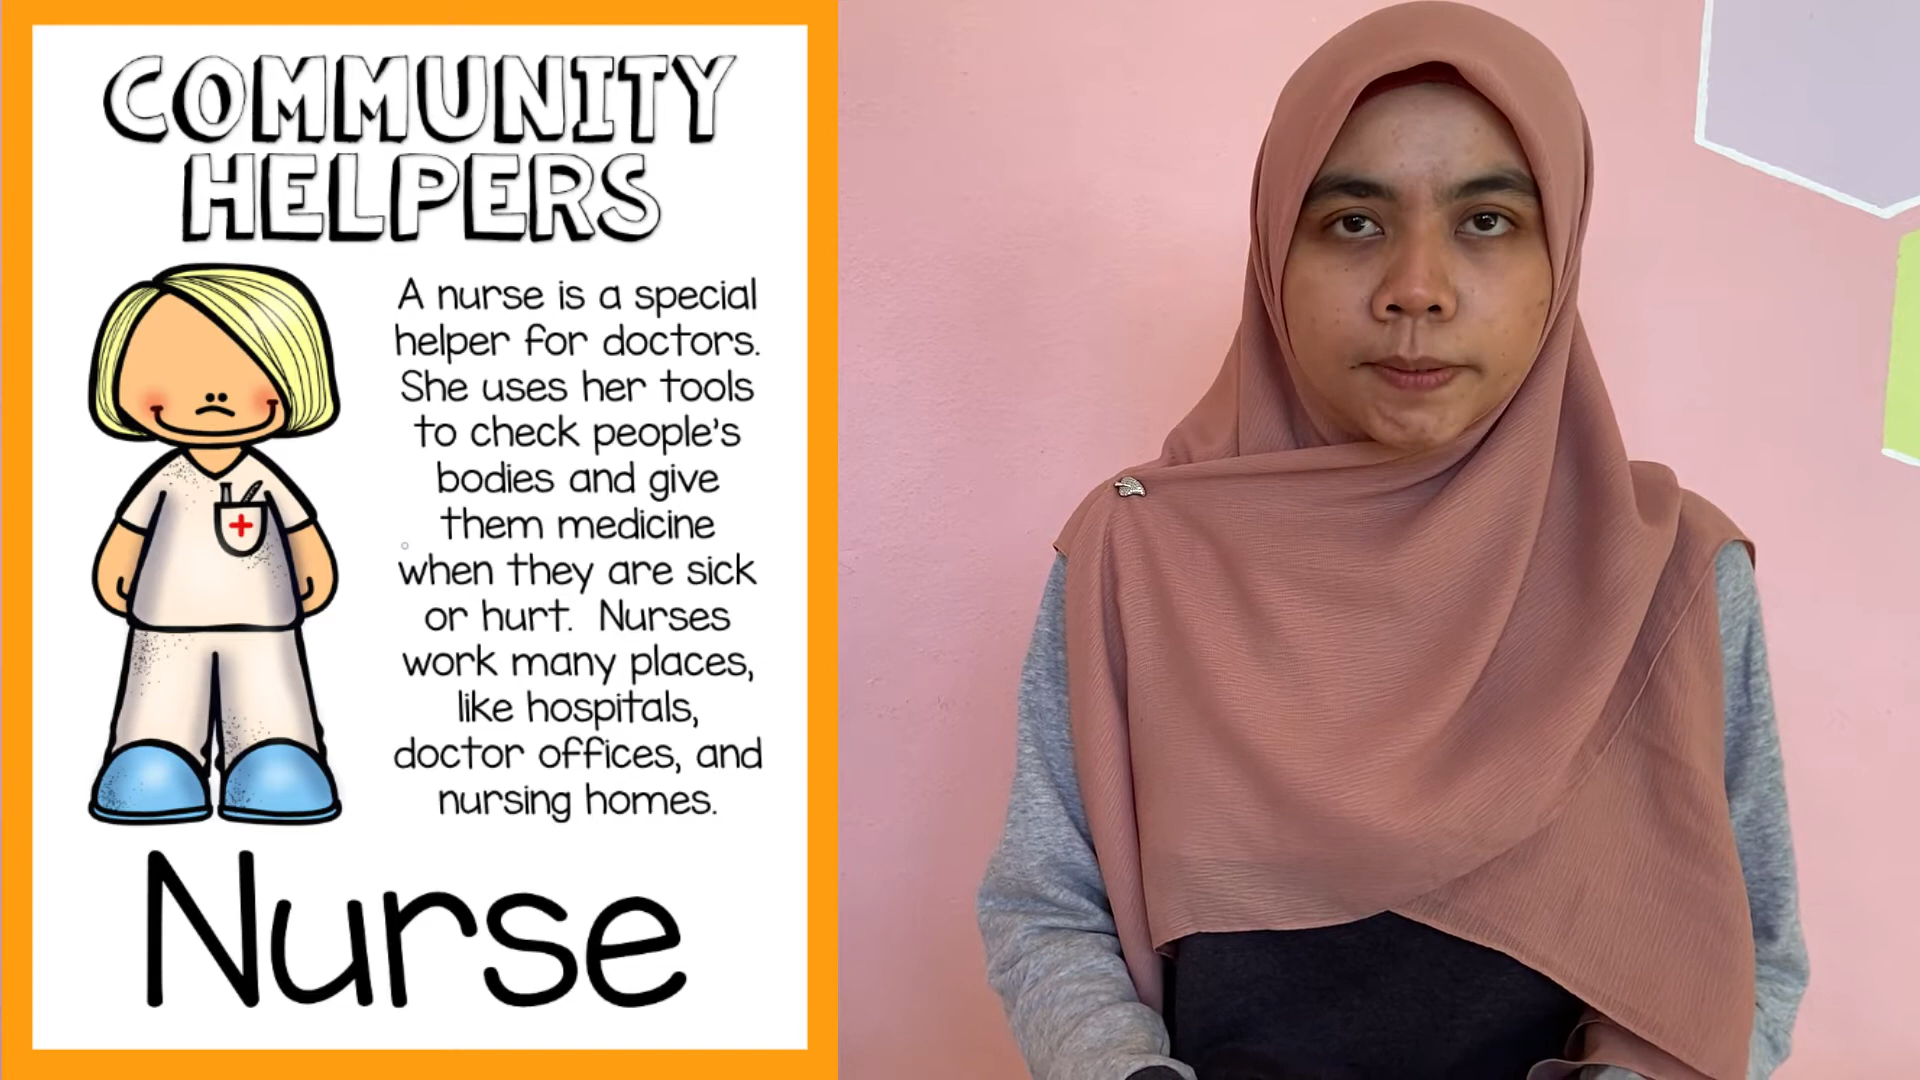 COMMUNITY
HELPERS
A nurse is a special
helper for doctors.
She uses her tools
to check people's
bodies and give
them medicine
when they are sick
or hurt. Nurses
work many places,
like hospitals,
doctor offices, and
nursing homes.
Nurse